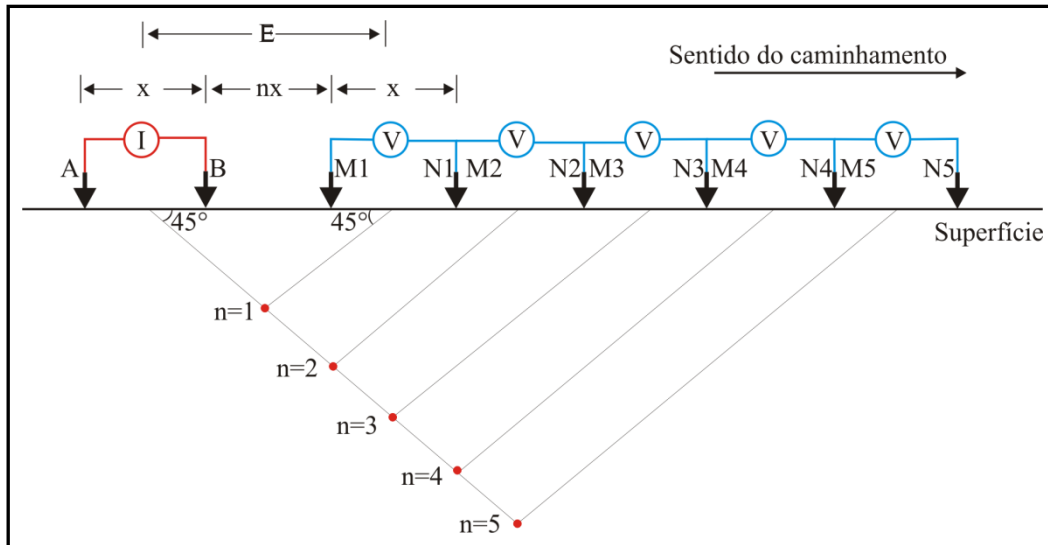 E
Sentido do caminhamento
x nx x
I V V V V V
A B M1 N1 M2 N2 M3 N3 M4 N4 M5 N5
45° 45°
Superfície
n=1
n=2
n=3
n=4
n=5